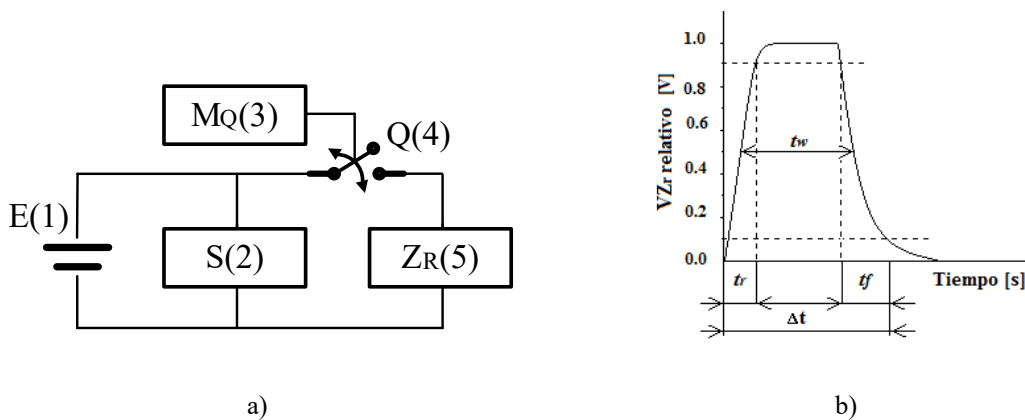 MQ(3)
Q(4)
E(1)
S(2)
ZR(5)
a)
VZr relativo [V]
1.0
0.8
0.6
0.4
0.2
0.0
tw
Tiempo [s]
tr
tf
Δt
b)